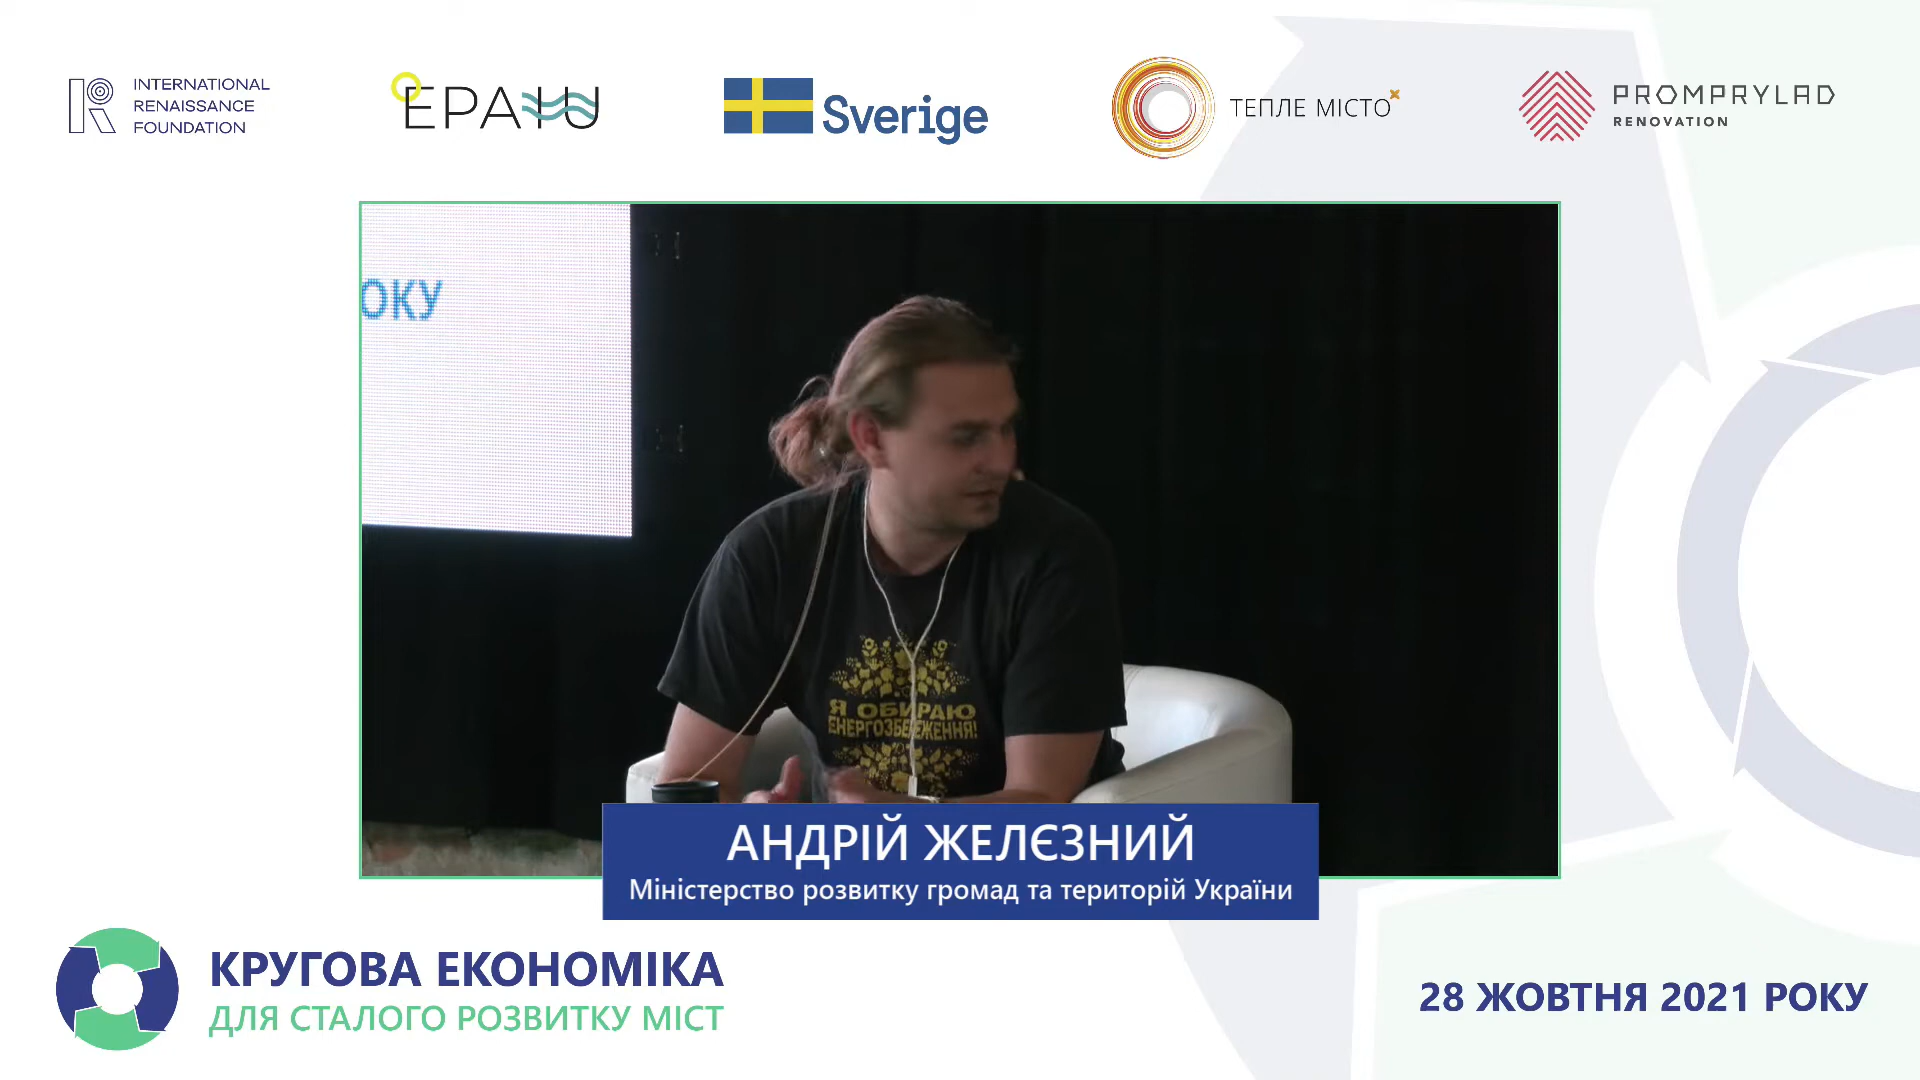 INTERNATIONAL
RENAISSANCE
FOUNDATION
EPAIU
Sverige
ТЕПЛЕ МІСТО
PROMPRYLAD
RENOVATION
ОКУ
Я ОБИРАЮ
ЕНЕРГОЗБЕРЕЖЕННЯ!
АНДРІЙ ЖЕЛЄЗНИЙ
Міністерство розвитку громад та територій України
КРУГОВА ЕКОНОМІКА
ДЛЯ СТАЛОГО РОЗВИТКУ МІСТ
28 ЖОВТНЯ 2021 РОКУ